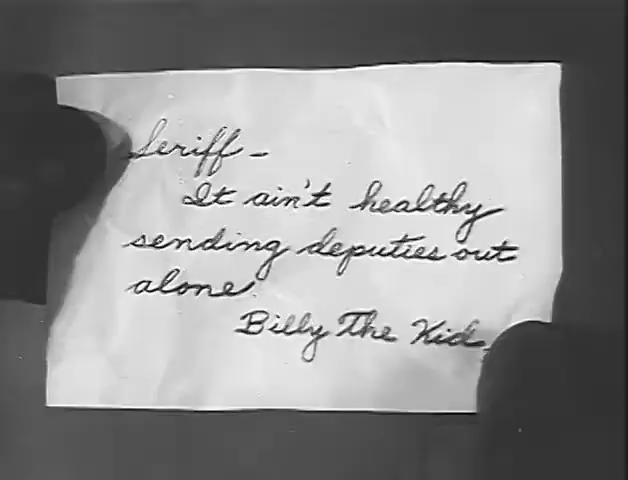 Seriff -
It ain't healthy
sending deputies out
alone.
Billy The Kid.